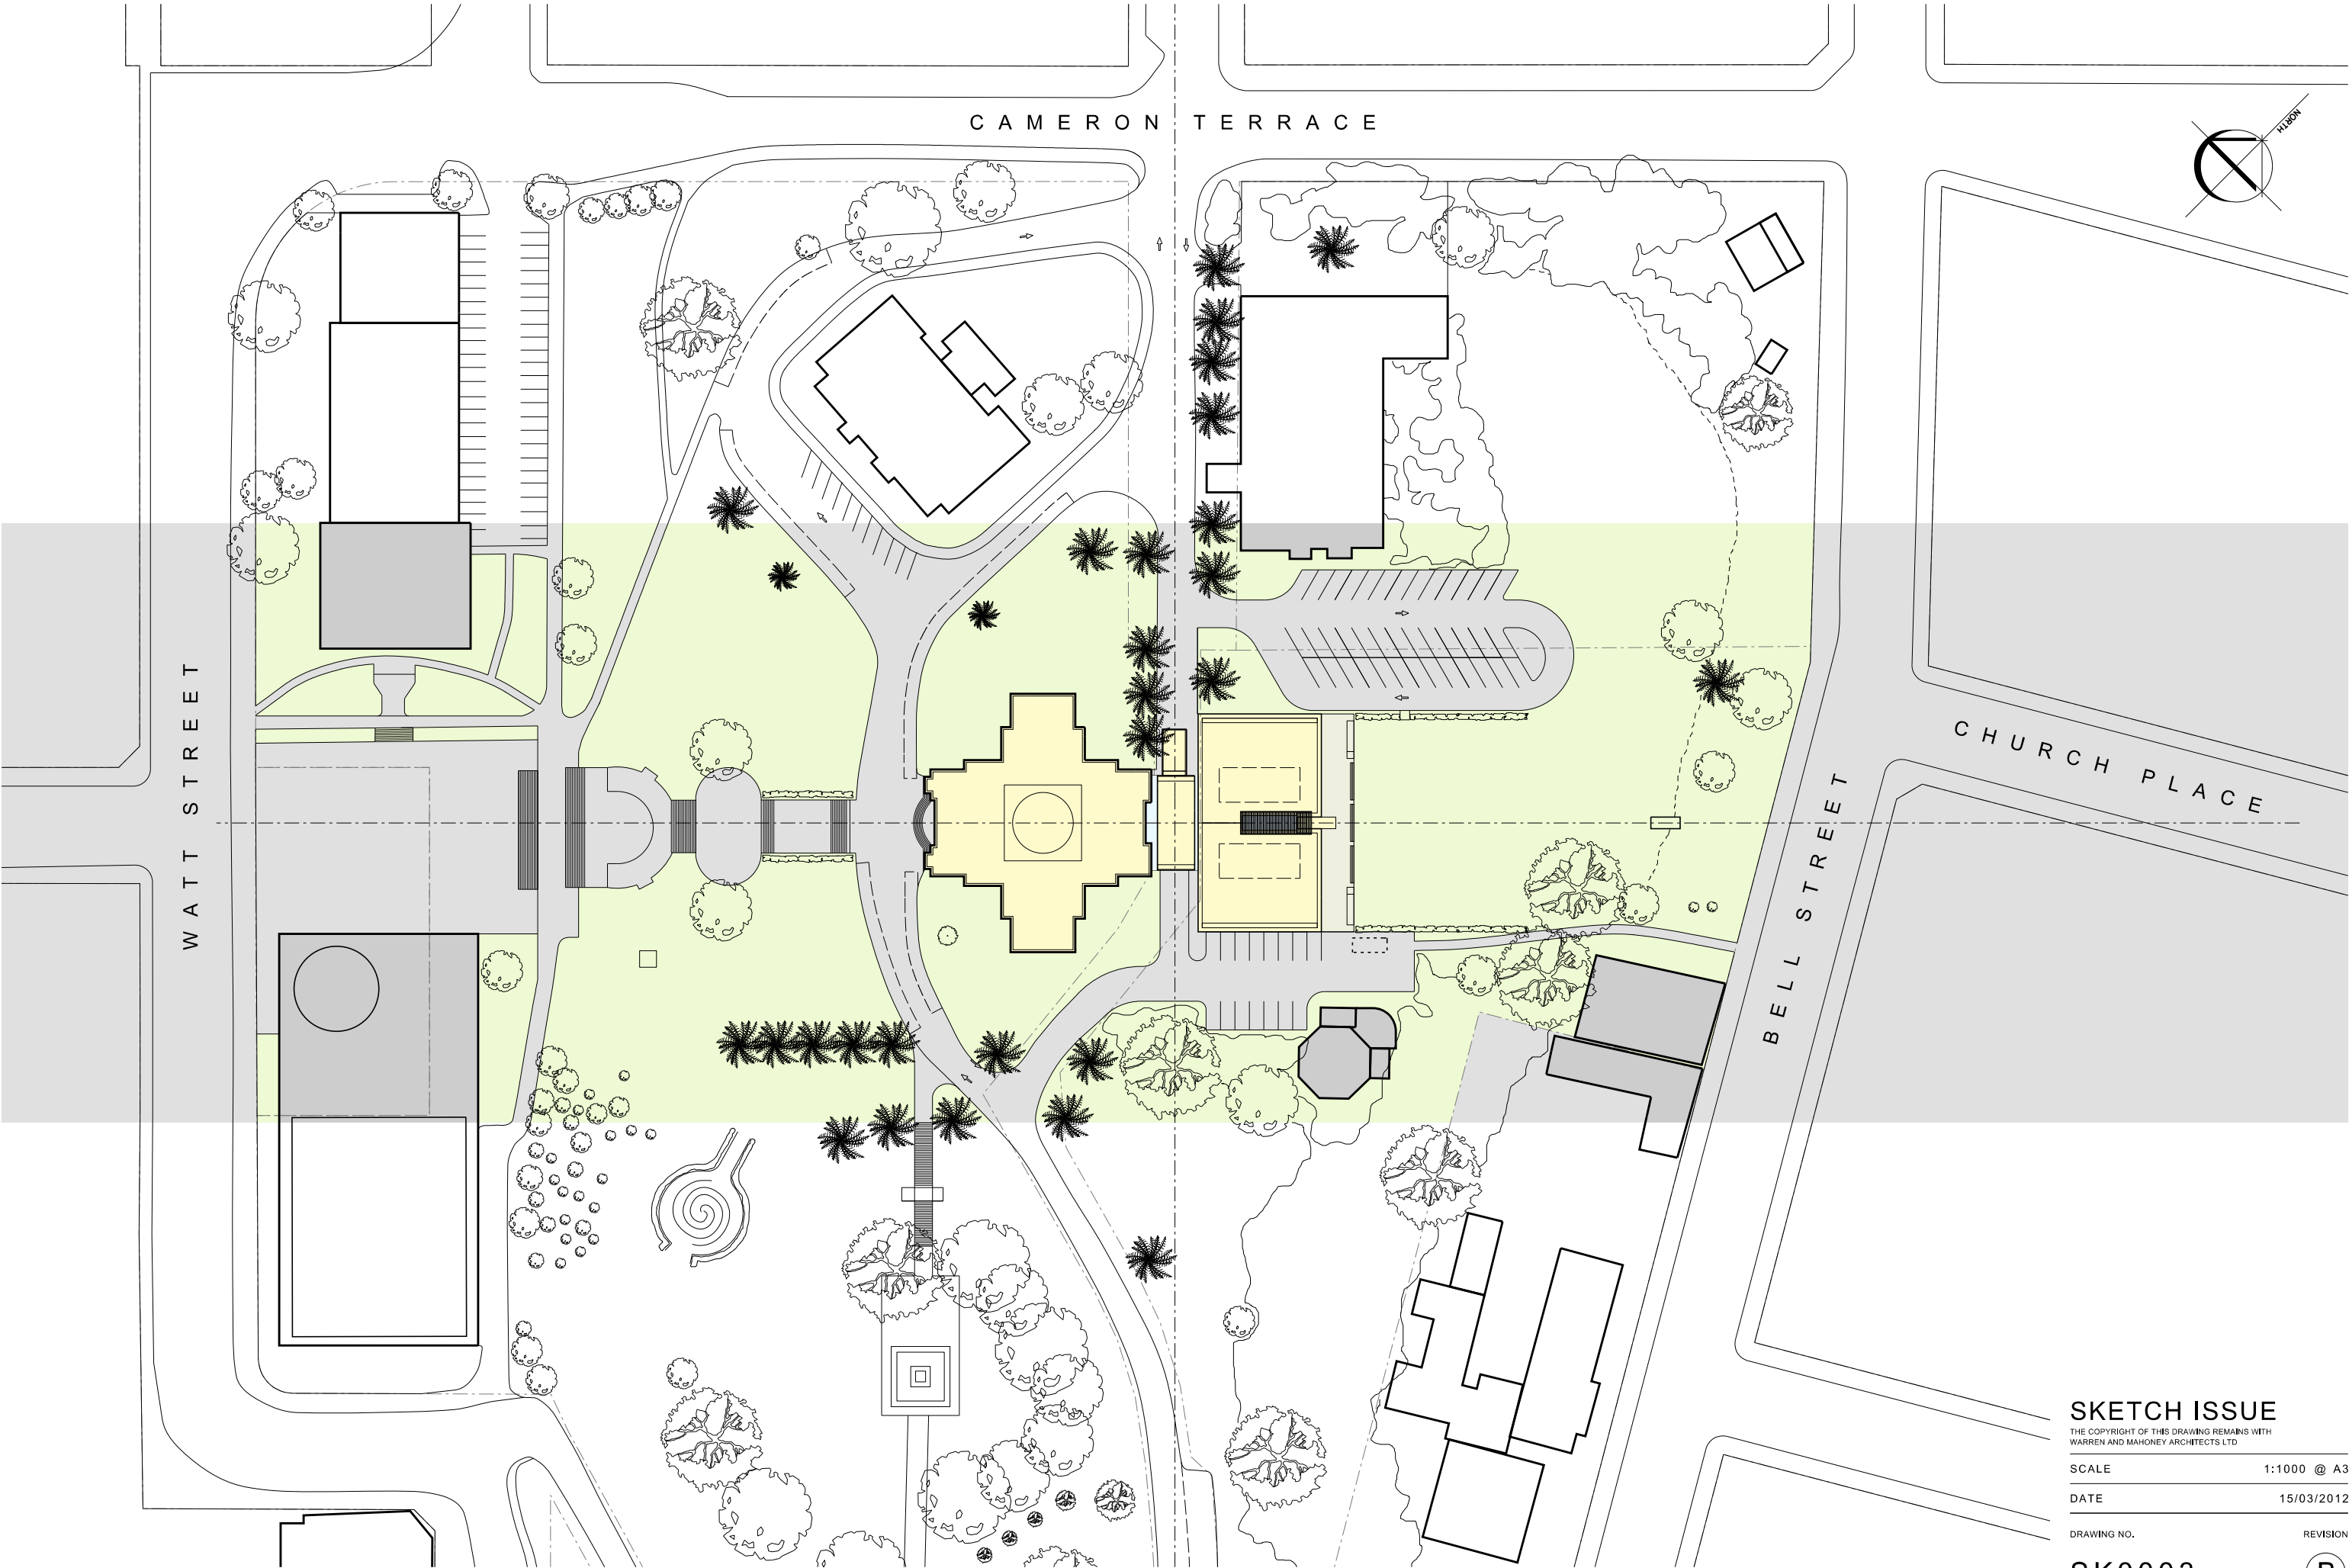 CAMERON TERRACE
NORTH
WATT STREET
CHURCH PLACE
BELL STREET
SKETCH ISSUE
THE COPYRIGHT OF THIS DRAWING REMAINS WITH
WARREN AND MAHONEY ARCHITECTS LTD
SCALE 1:1000 @ A3
DATE 15/03/2012
DRAWING NO. REVISION